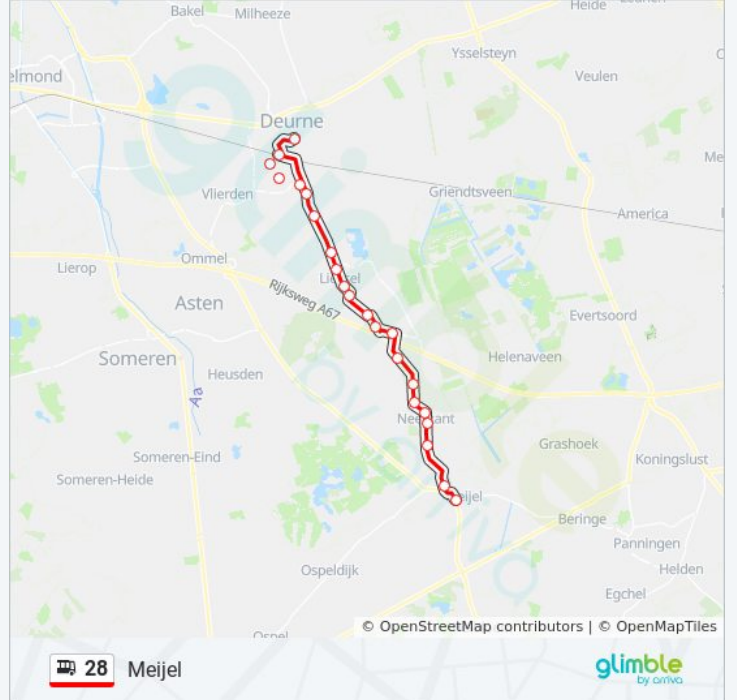 Bakel
Milheeze
Heide
Ysselsteyn
elmond
Veulen
Deurne
Me
Vlierden
Griendtsveen
America
Ommel
Lierop
Rijksweg A67
Asten
Evertsoord
Someren
Helenaveen
Heusden
Aa
Grashoek
Someren-Eind
Koningslust
Someren-Heide
eijel
Beringe
Panningen
Ospeldijk
Helden
Egchel
Ospel
© OpenStreetMap contributors | © OpenMapTiles
28 Meijel
glimble
by arriva